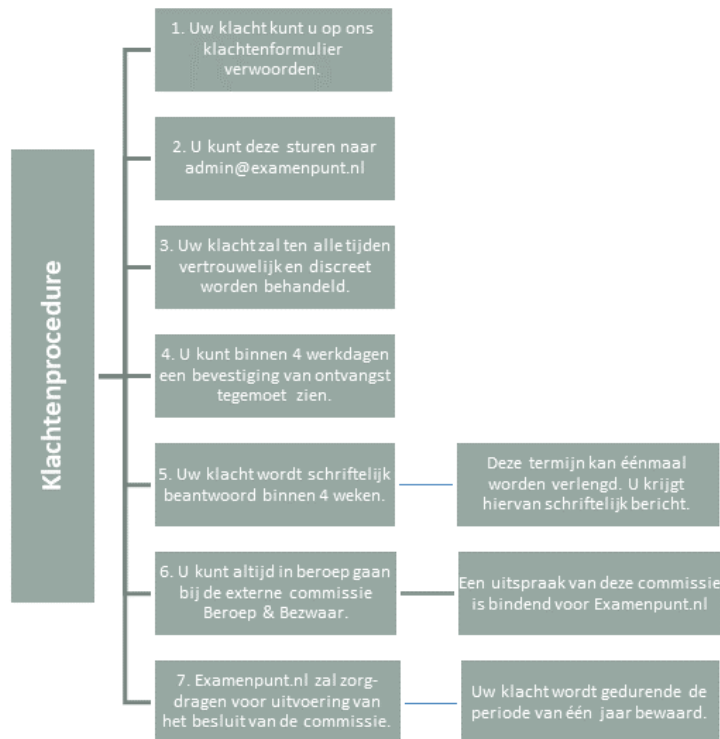 Klachtenprocedure
1. Uw klacht kunt u op ons
klachtenformulier
verwoorden.
2. U kunt deze sturen naar
admin@examenpunt.nl
3. Uw klacht zal ten alle tijden
vertrouwelijk en discreet
worden behandeld.
4. U kunt binnen 4 werkdagen
een bevestiging van ontvangst
tegemoet zien.
5. Uw klacht wordt schriftelijk
beantwoord binnen 4 weken.
Deze termijn kan éénmaal
worden verlengd. U krijgt
hiervan schriftelijk bericht.
6. U kunt altijd in beroep gaan
bij de externe commissie
Beroep & Bezwaar.
Een uitspraak van deze commissie
is bindend voor Examenpunt.nl
7. Examenpunt.nl zal zorg-
dragen voor uitvoering van
het besluit van de commissie.
Uw klacht wordt gedurende de
periode van één jaar bewaard.